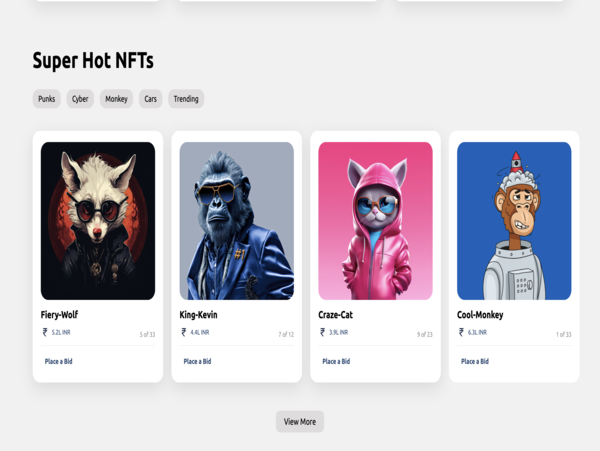 Super Hot NFTs
Punks Cyber Monkey Cars Trending
Fiery-Wolf
₹ 5.2L INR 5 of 33
Place a Bid
King-Kevin
₹ 4.4L INR 7 of 12
Place a Bid
Craze-Cat
₹ 3.9L INR 9 of 23
Place a Bid
Cool-Monkey
₹ 6.3L INR 1 of 33
Place a Bid
View More